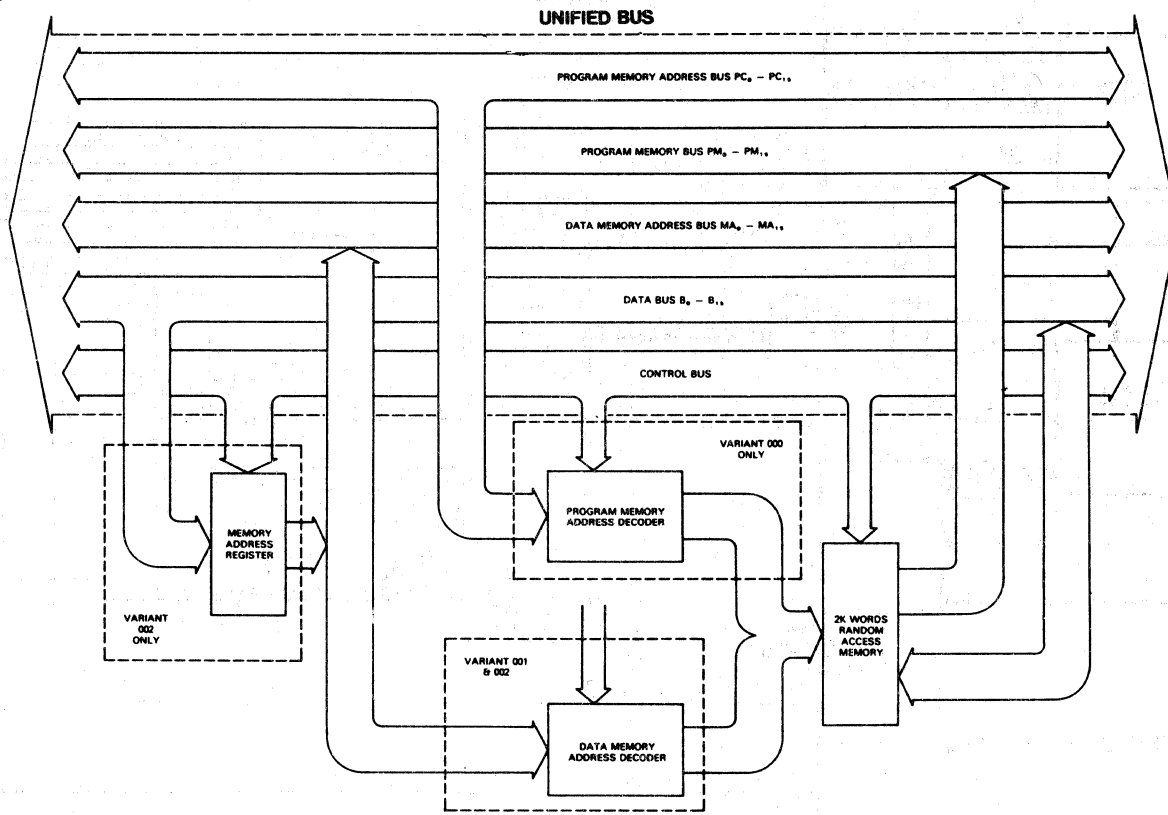 UNIFIED BUS
PROGRAM MEMORY ADDRESS BUS PC₀ – PC₁₅
PROGRAM MEMORY BUS PM₀ – PM₁₅
DATA MEMORY ADDRESS BUS MA₀ – MA₁₅
DATA BUS B₀ – B₁₅
CONTROL BUS
VARIANT 000
ONLY
PROGRAM MEMORY
ADDRESS DECODER
MEMORY
ADDRESS
REGISTER
VARIANT
002
ONLY
2K WORDS
RANDOM
ACCESS
MEMORY
VARIANT 001
& 002
DATA MEMORY
ADDRESS DECODER